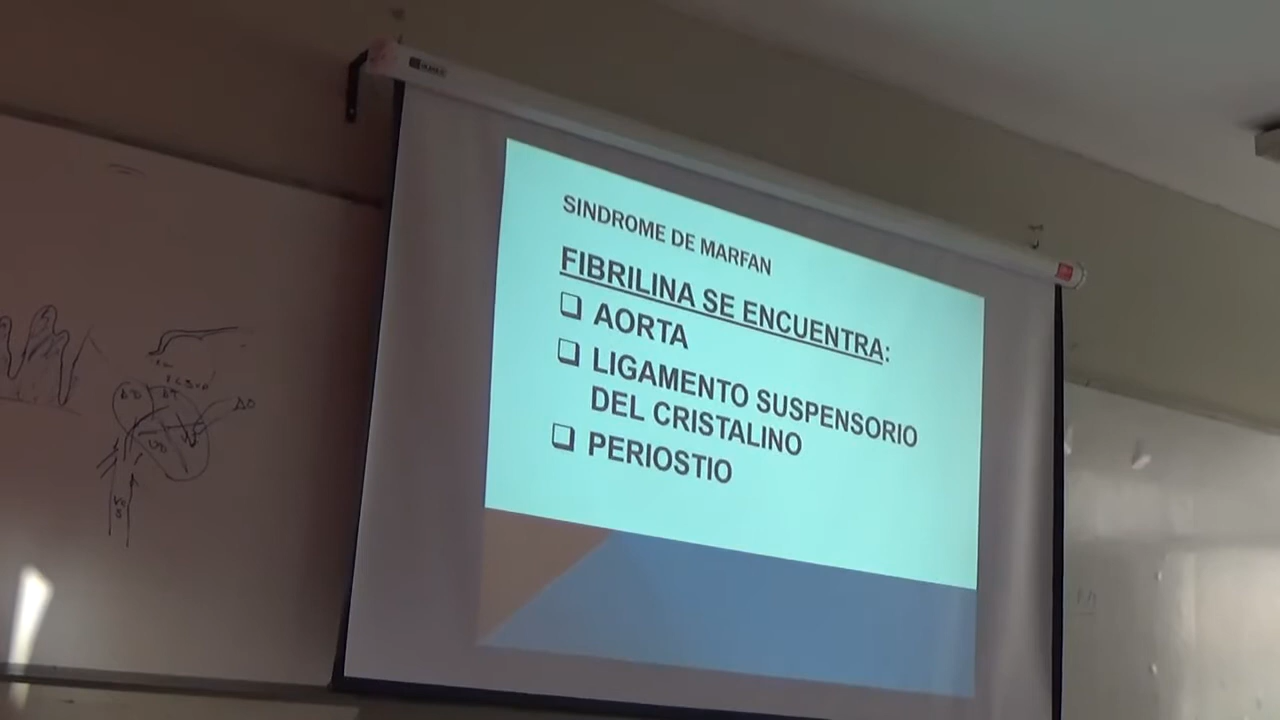 SINDROME DE MARFAN
FIBRILINA SE ENCUENTRA:
AORTA
LIGAMENTO SUSPENSORIO
DEL CRISTALINO
PERIOSTIO